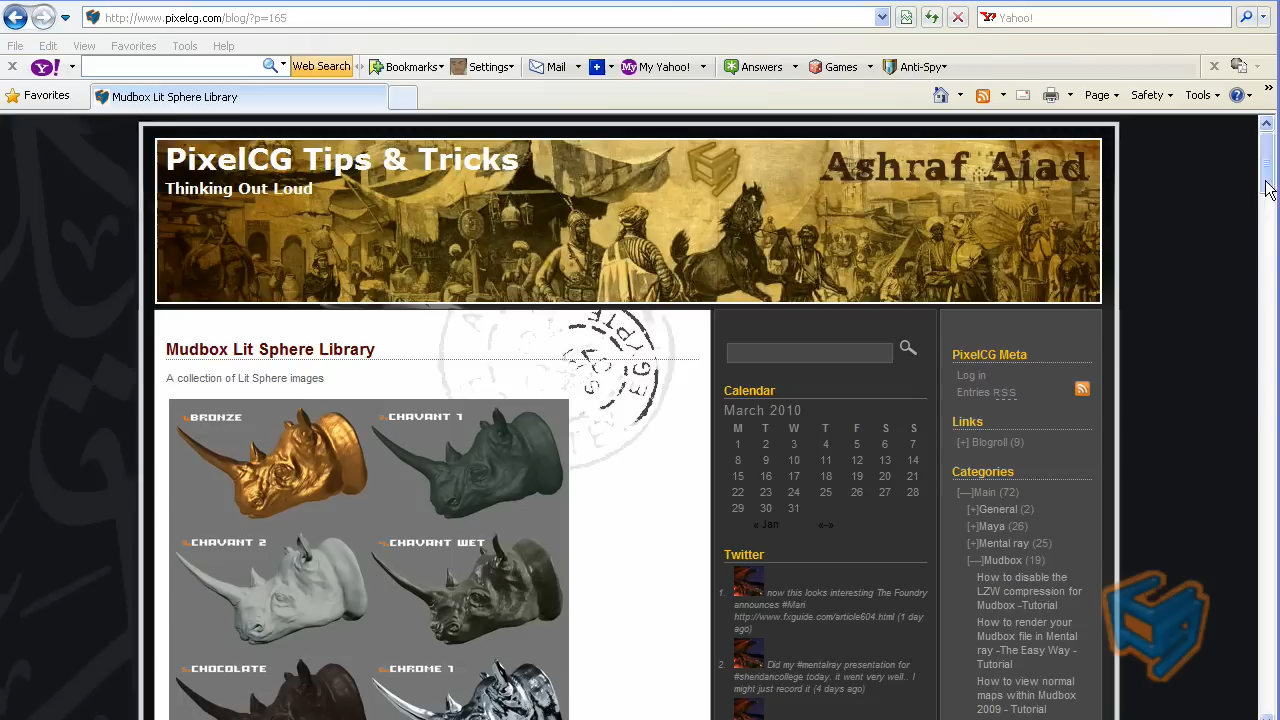 http://www.pixelcg.com/blog/?p=165
Yahoo!
File Edit View Favorites Tools Help
Y! Web Search Bookmarks Settings Mail My Yahoo! Answers Games Anti-Spy
Favorites Mudbox Lit Sphere Library Page Safety Tools
PixelCG Tips & Tricks
Ashraf Aiad
Thinking Out Loud
Mudbox Lit Sphere Library
A collection of Lit Sphere images
1.BRONZE
2.CHAVANT 1
3.CHAVANT 2
4.CHAVANT WET
5.CHOCOLATE
6.CHROME 1
Calendar
March 2010
M T W T F S S
1 2 3 4 5 6 7
8 9 10 11 12 13 14
15 16 17 18 19 20 21
22 23 24 25 26 27 28
29 30 31
« Jan «-»
Twitter
1. now this looks interesting The Foundry
announces #Mari
http://www.fxguide.com/article604.html (1 day
ago)
2. Did my #mentalray presentation for
#sheridancollege today. it went very well.. I
might just record it (4 days ago)
PixelCG Meta
Log in
Entries RSS
Links
[+] Blogroll (9)
Categories
[—]Main (72)
[+]General (2)
[+]Maya (26)
[+]Mental ray (25)
[—]Mudbox (19)
How to disable the
LZW compression for
Mudbox -Tutorial
How to render your
Mudbox file in Mental
ray -The Easy Way -
Tutorial
How to view normal
maps within Mudbox
2009 - Tutorial